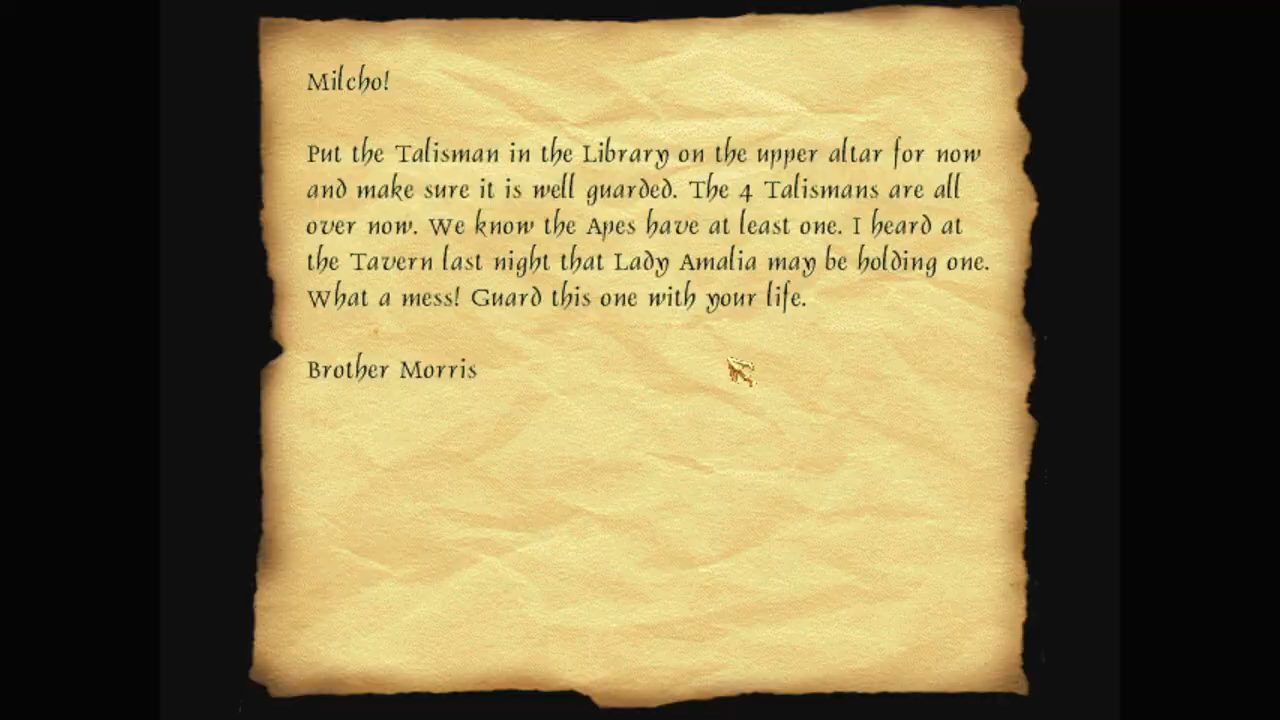 Milcho!
Put the Talisman in the Library on the upper altar for now
and make sure it is well guarded. The 4 Talismans are all
over now. We know the Apes have at least one. I heard at
the Tavern last night that Lady Amalia may be holding one.
What a mess! Guard this one with your life.
Brother Morris